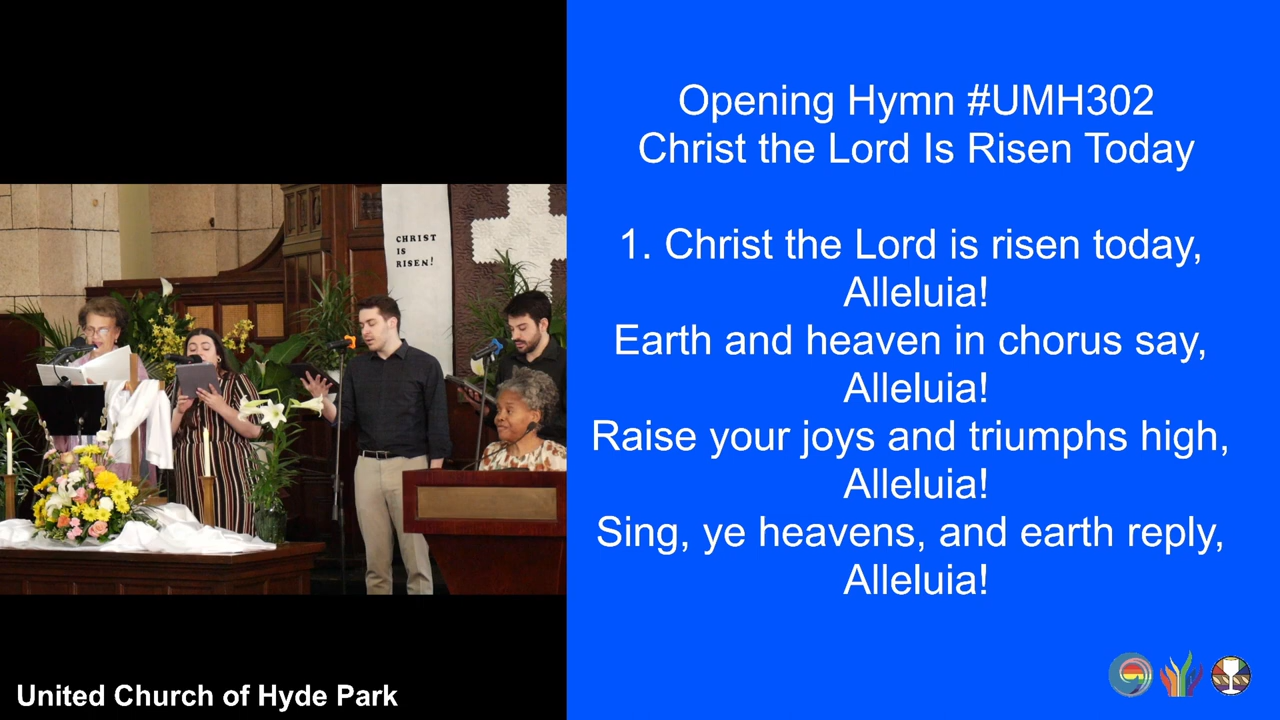 Opening Hymn #UMH302
Christ the Lord Is Risen Today
1. Christ the Lord is risen today,
Alleluia!
Earth and heaven in chorus say,
Alleluia!
Raise your joys and triumphs high,
Alleluia!
Sing, ye heavens, and earth reply,
Alleluia!
CHRIST
IS
RISEN!
United Church of Hyde Park